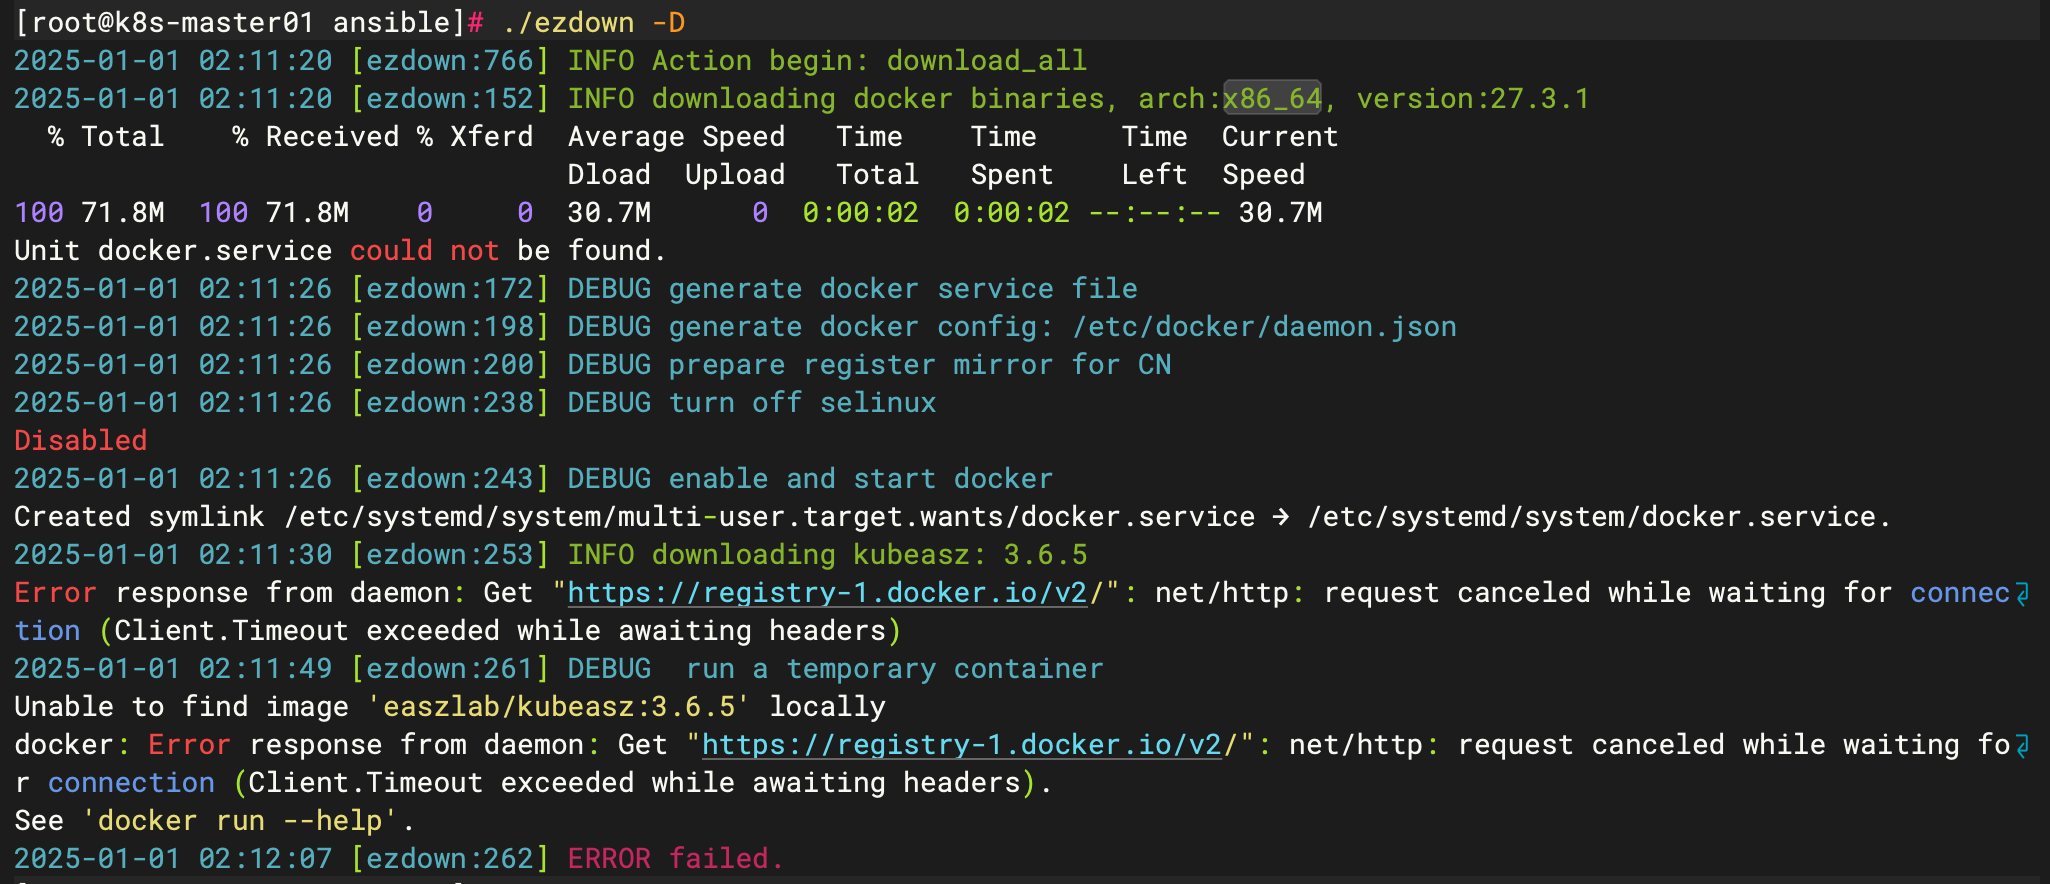 [root@k8s-master01 ansible]# ./ezdown -D
2025-01-01 02:11:20 [ezdown:766] INFO Action begin: download_all
2025-01-01 02:11:20 [ezdown:152] INFO downloading docker binaries, arch:x86_64, version:27.3.1
  % Total    % Received % Xferd  Average Speed   Time    Time     Time  Current
                                 Dload  Upload   Total   Spent    Left  Speed
100 71.8M  100 71.8M    0     0  30.7M      0  0:00:02  0:00:02 --:--:-- 30.7M
Unit docker.service could not be found.
2025-01-01 02:11:26 [ezdown:172] DEBUG generate docker service file
2025-01-01 02:11:26 [ezdown:198] DEBUG generate docker config: /etc/docker/daemon.json
2025-01-01 02:11:26 [ezdown:200] DEBUG prepare register mirror for CN
2025-01-01 02:11:26 [ezdown:238] DEBUG turn off selinux
Disabled
2025-01-01 02:11:26 [ezdown:243] DEBUG enable and start docker
Created symlink /etc/systemd/system/multi-user.target.wants/docker.service → /etc/systemd/system/docker.service.
2025-01-01 02:11:30 [ezdown:253] INFO downloading kubeasz: 3.6.5
Error response from daemon: Get "https://registry-1.docker.io/v2/": net/http: request canceled while waiting for connec
tion (Client.Timeout exceeded while awaiting headers)
2025-01-01 02:11:49 [ezdown:261] DEBUG  run a temporary container
Unable to find image 'easzlab/kubeasz:3.6.5' locally
docker: Error response from daemon: Get "https://registry-1.docker.io/v2/": net/http: request canceled while waiting fo
r connection (Client.Timeout exceeded while awaiting headers).
See 'docker run --help'.
2025-01-01 02:12:07 [ezdown:262] ERROR failed.